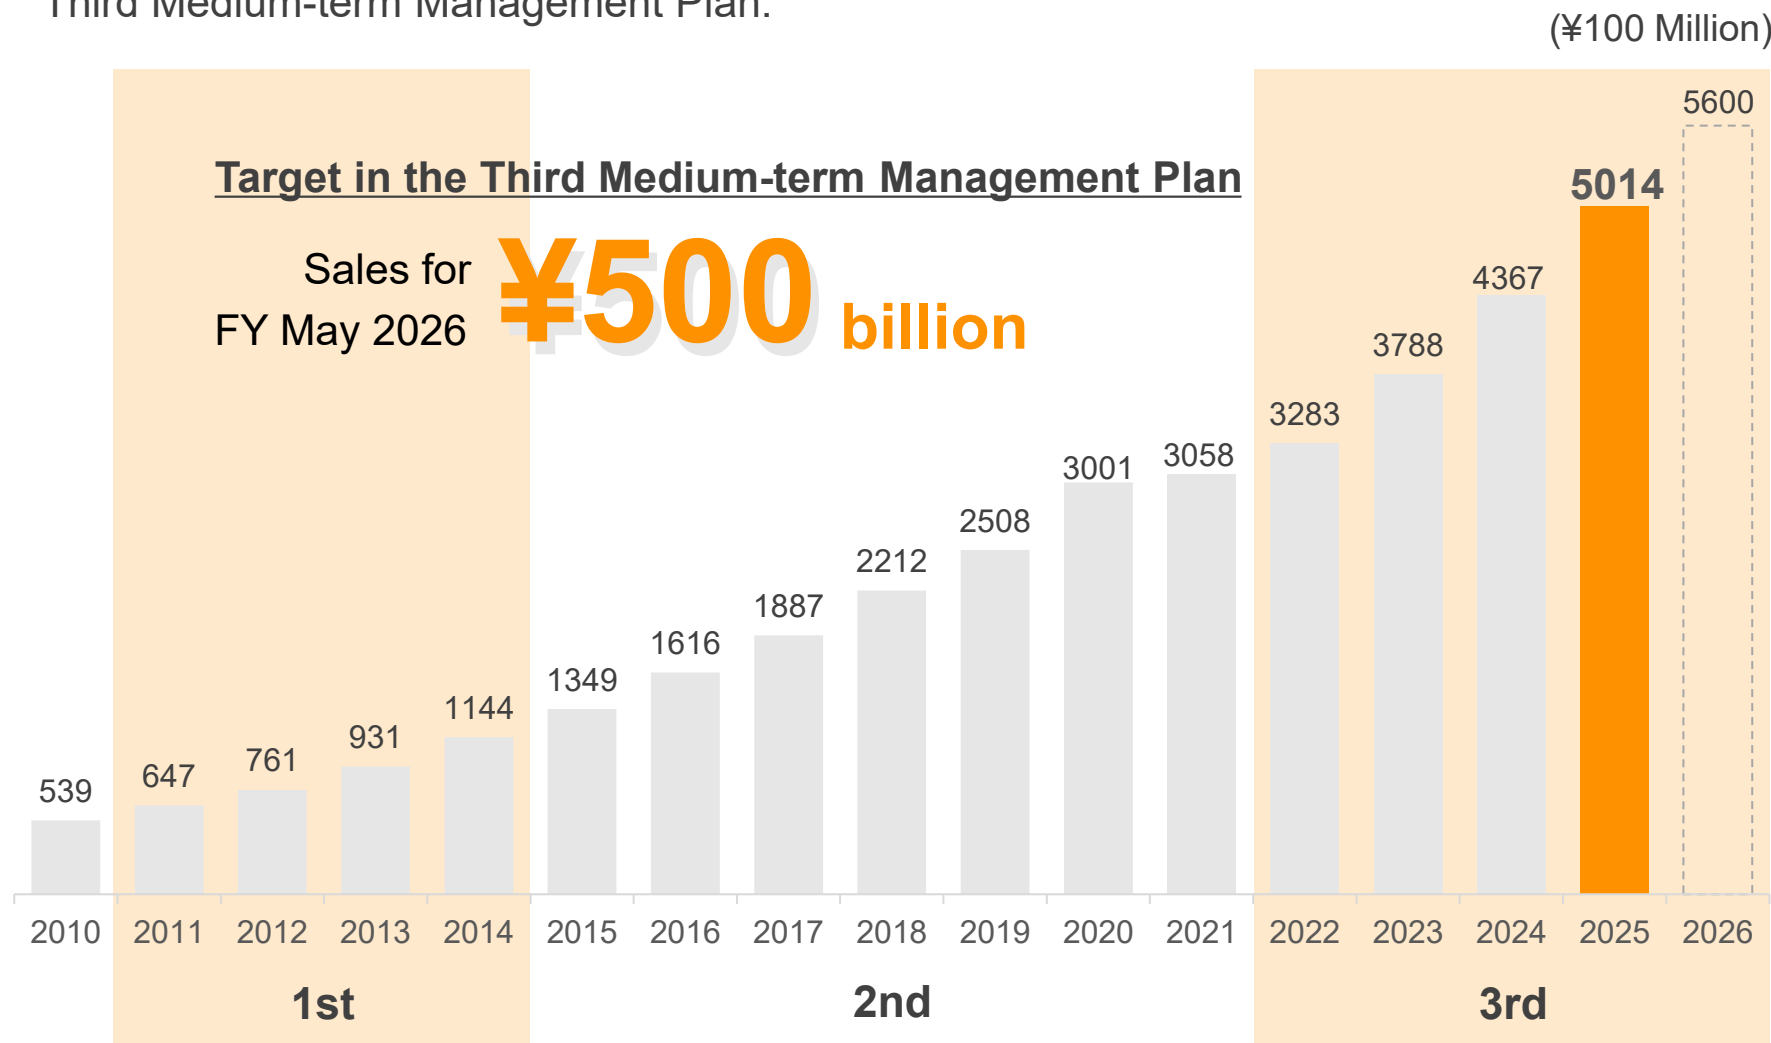 Third Medium-term Management Plan.
(¥100 Million)
5600
Target in the Third Medium-term Management Plan
5014
Sales for
FY May 2026
¥500 billion
4367
3788
3283
3058
3001
2508
2212
1887
1616
1349
1144
931
761
647
539
2010 2011 2012 2013 2014 2015 2016 2017 2018 2019 2020 2021 2022 2023 2024 2025 2026
1st 2nd 3rd